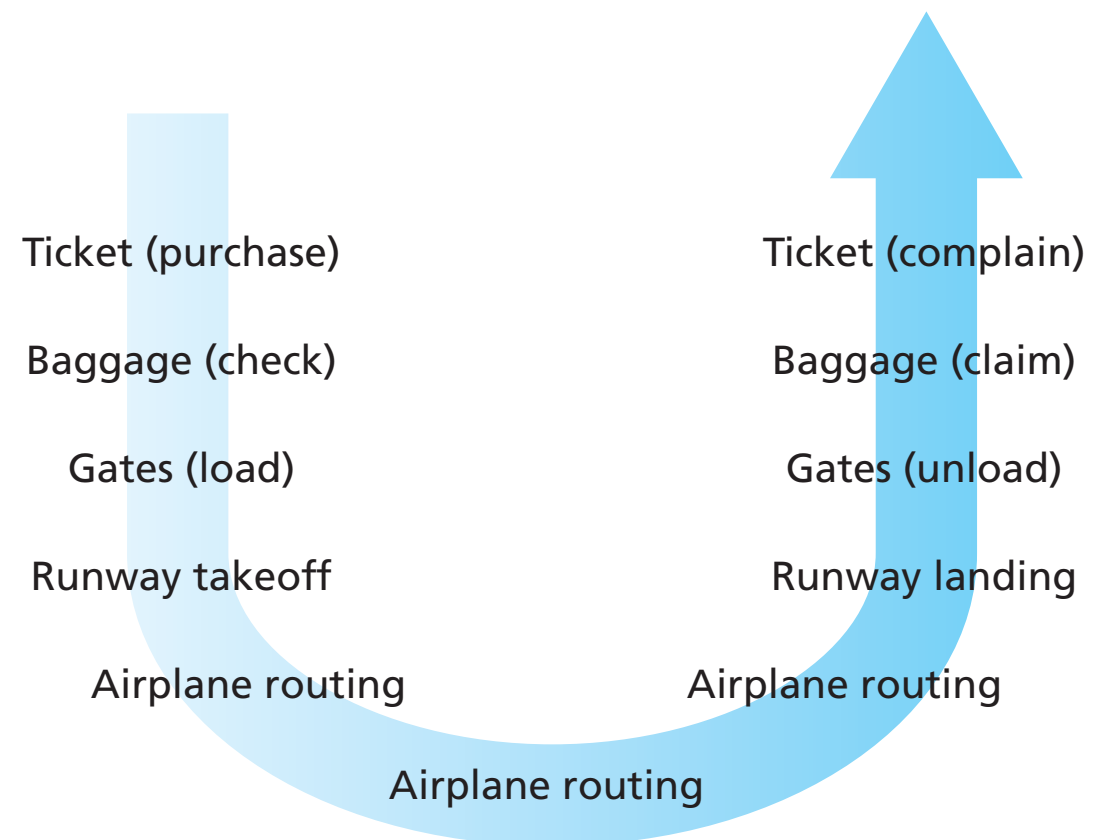 Ticket (purchase)
Baggage (check)
Gates (load)
Runway takeoff
Airplane routing
Airplane routing
Airplane routing
Runway landing
Gates (unload)
Baggage (claim)
Ticket (complain)